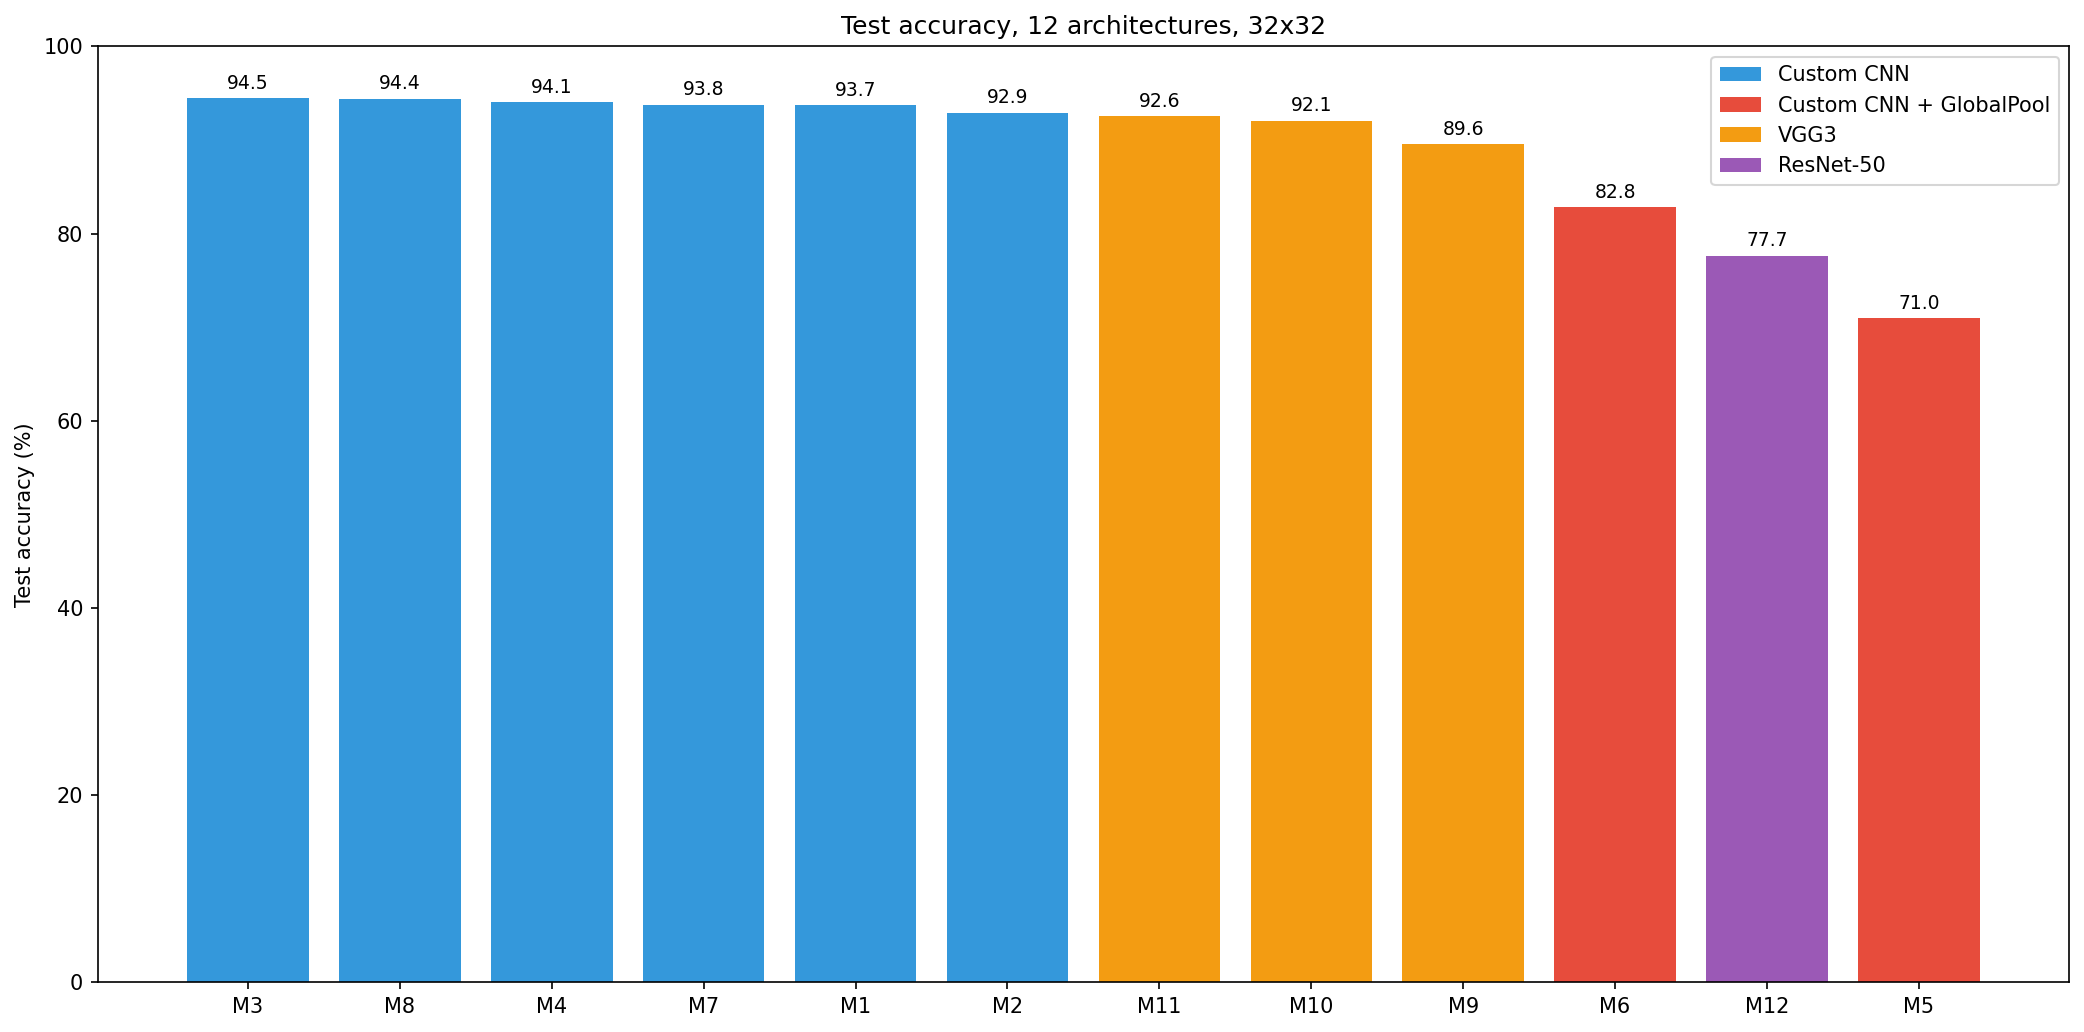 Test accuracy, 12 architectures, 32x32
Custom CNN
Custom CNN + GlobalPool
VGG3
ResNet-50
Test accuracy (%)
100
80
60
40
20
0
94.5
94.4
94.1
93.8
93.7
92.9
92.6
92.1
89.6
82.8
77.7
71.0
M3
M8
M4
M7
M1
M2
M11
M10
M9
M6
M12
M5